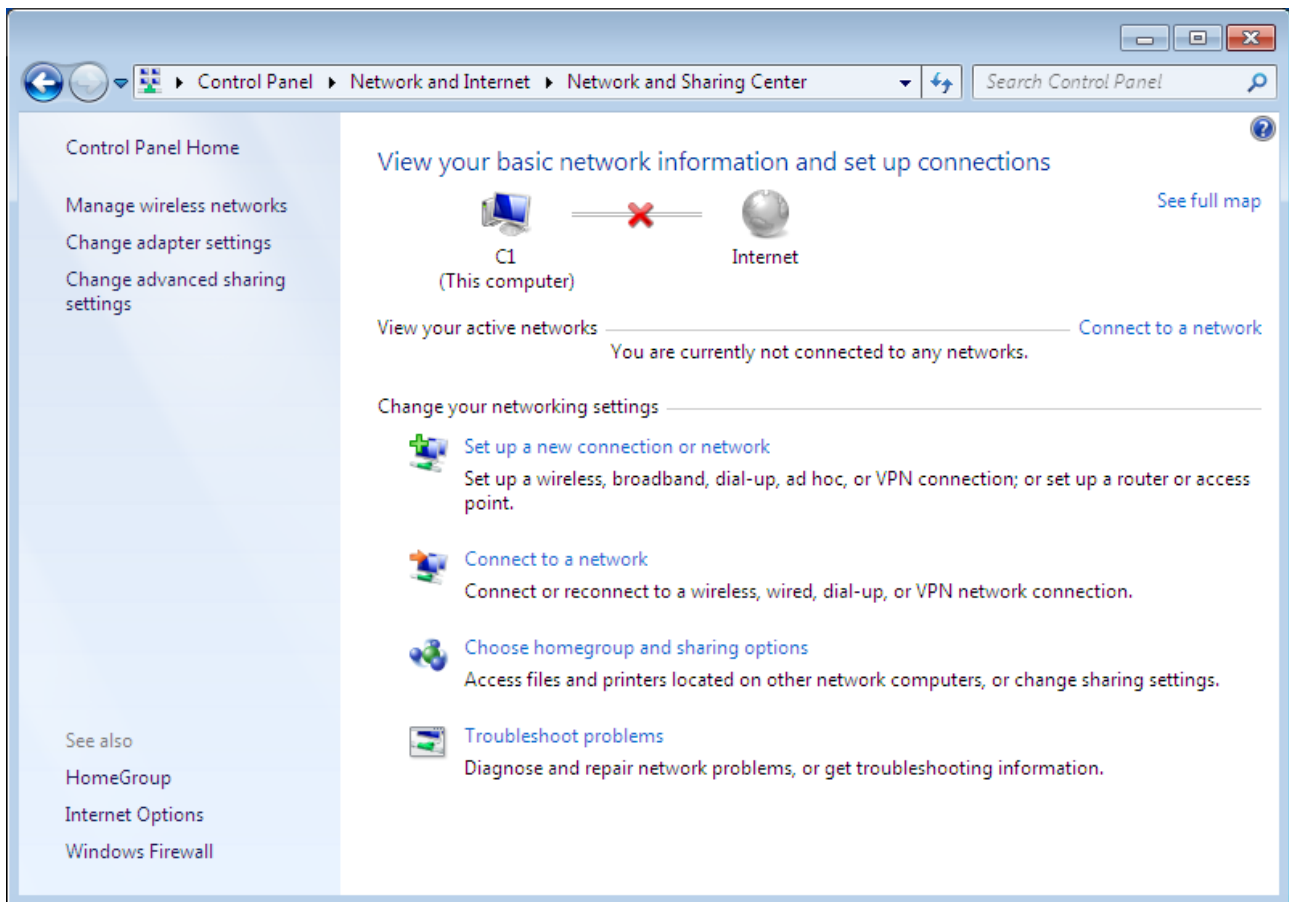 Control Panel
Network and Internet
Network and Sharing Center
Search Control Panel
Control Panel Home
Manage wireless networks
Change adapter settings
Change advanced sharing
settings
See also
HomeGroup
Internet Options
Windows Firewall
View your basic network information and set up connections
See full map
C1
(This computer)
Internet
View your active networks
Connect to a network
You are currently not connected to any networks.
Change your networking settings
Set up a new connection or network
Set up a wireless, broadband, dial-up, ad hoc, or VPN connection; or set up a router or access
point.
Connect to a network
Connect or reconnect to a wireless, wired, dial-up, or VPN network connection.
Choose homegroup and sharing options
Access files and printers located on other network computers, or change sharing settings.
Troubleshoot problems
Diagnose and repair network problems, or get troubleshooting information.